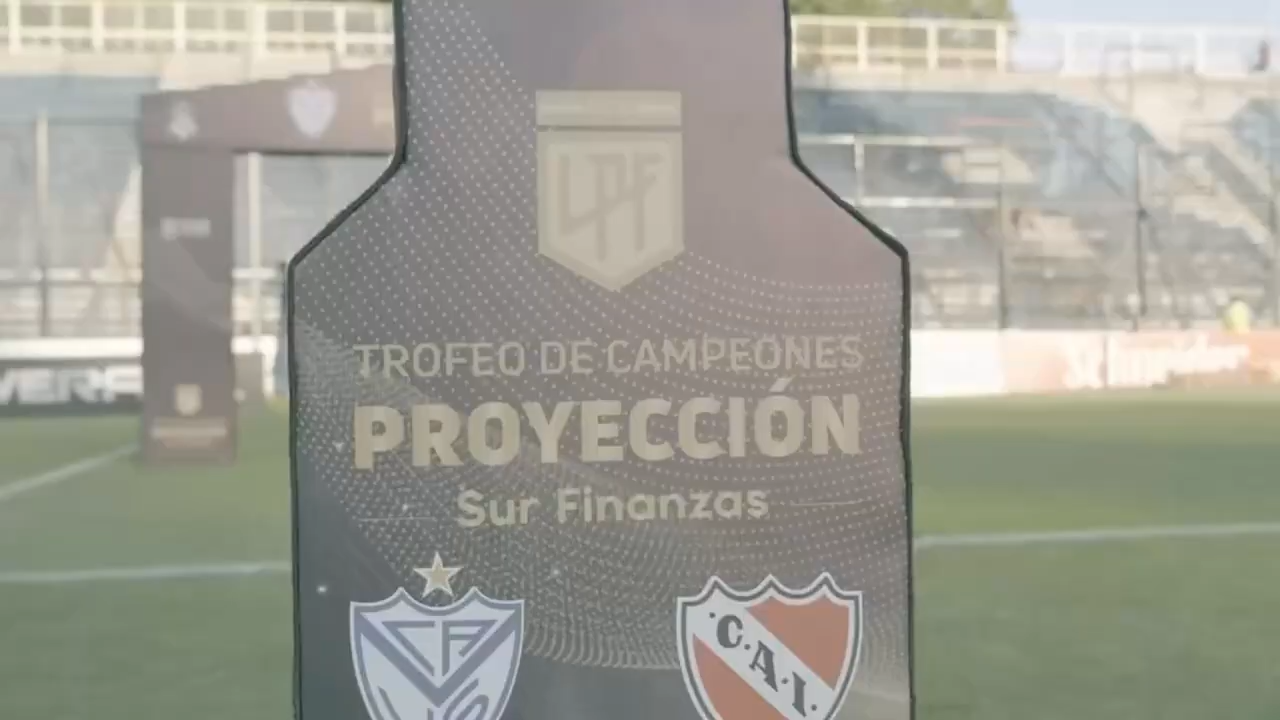 LPF
TROFEO DE CAMPEONES
PROYECCIÓN
Sur Finanzas
C.A.I.